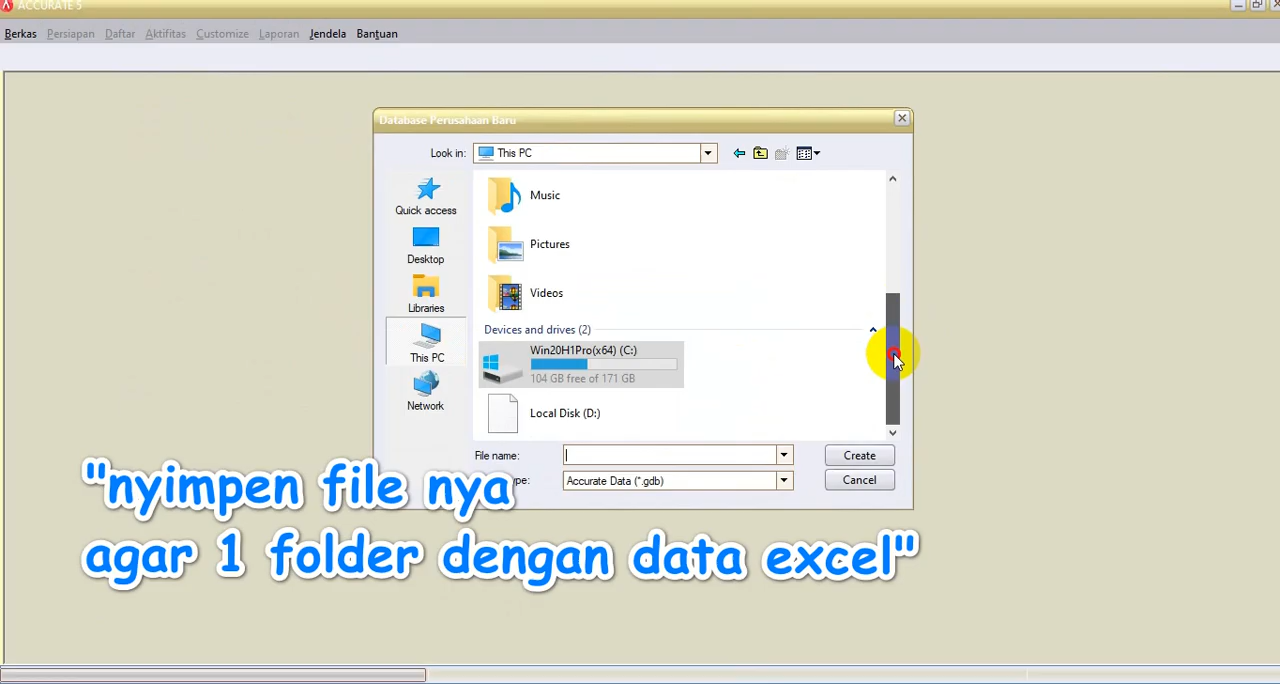 ACCURATE 5
Berkas Persiapan Daftar Aktifitas Customize Laporan Jendela Bantuan
Database Perusahaan Baru
Look in: This PC
Quick access
Desktop
Libraries
This PC
Network
Music
Pictures
Videos
Devices and drives (2)
Win20H1Pro(x64) (C:)
104 GB free of 171 GB
Local Disk (D:)
File name: Create
type: Accurate Data (*.gdb) Cancel
"nyimpen file nya
agar 1 folder dengan data excel"